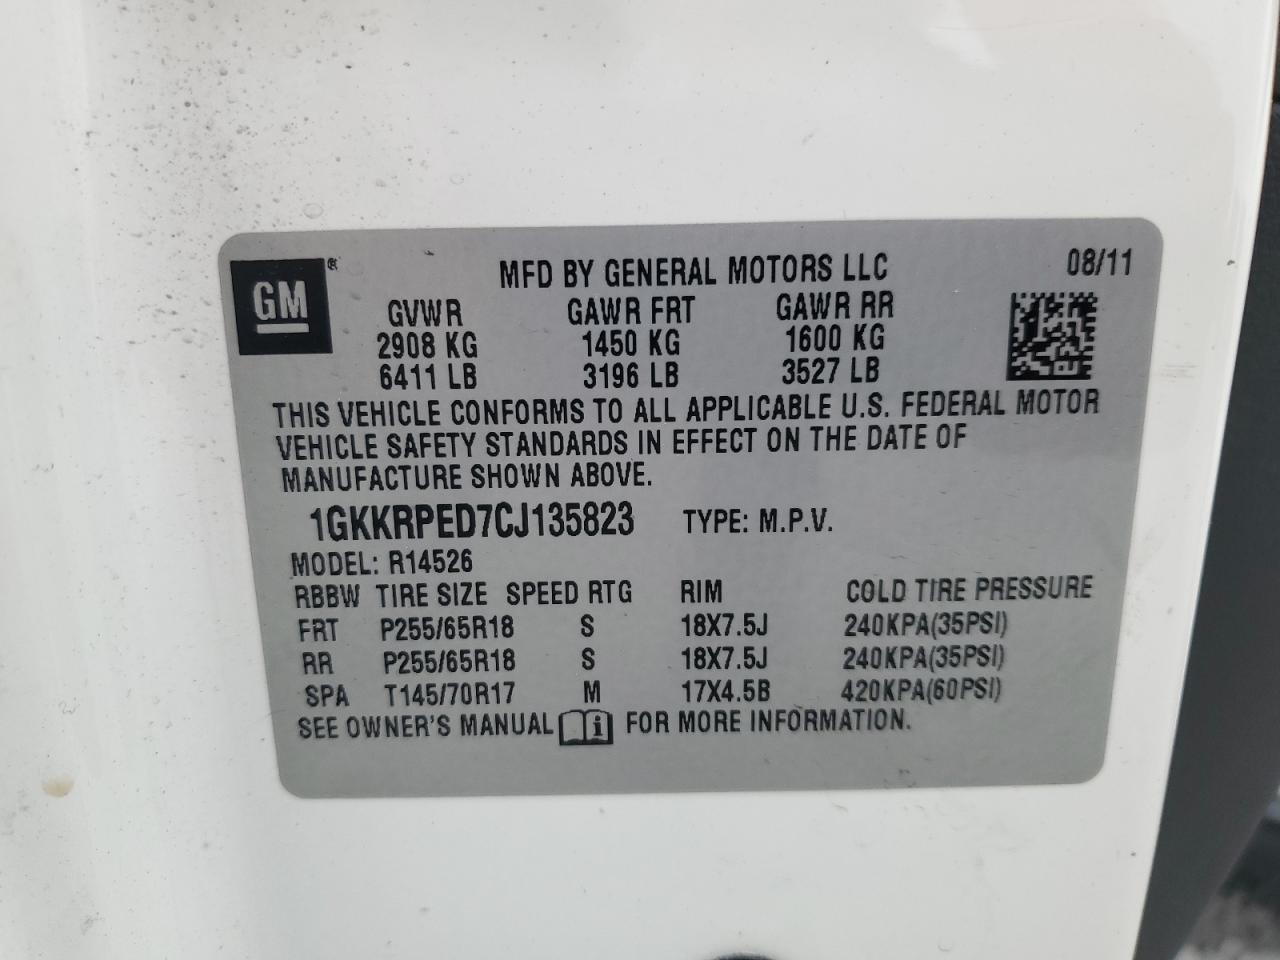 GM ®
MFD BY GENERAL MOTORS LLC 08/11
GVWR GAWR FRT GAWR RR
2908 KG 1450 KG 1600 KG
6411 LB 3196 LB 3527 LB
THIS VEHICLE CONFORMS TO ALL APPLICABLE U.S. FEDERAL MOTOR
VEHICLE SAFETY STANDARDS IN EFFECT ON THE DATE OF
MANUFACTURE SHOWN ABOVE.
1GKKRPED7CJ135823 TYPE: M.P.V.
MODEL: R14526
RBBW TIRE SIZE SPEED RTG RIM COLD TIRE PRESSURE
FRT P255/65R18 S 18X7.5J 240KPA(35PSI)
RR P255/65R18 S 18X7.5J 240KPA(35PSI)
SPA T145/70R17 M 17X4.5B 420KPA(60PSI)
SEE OWNER'S MANUAL i FOR MORE INFORMATION.